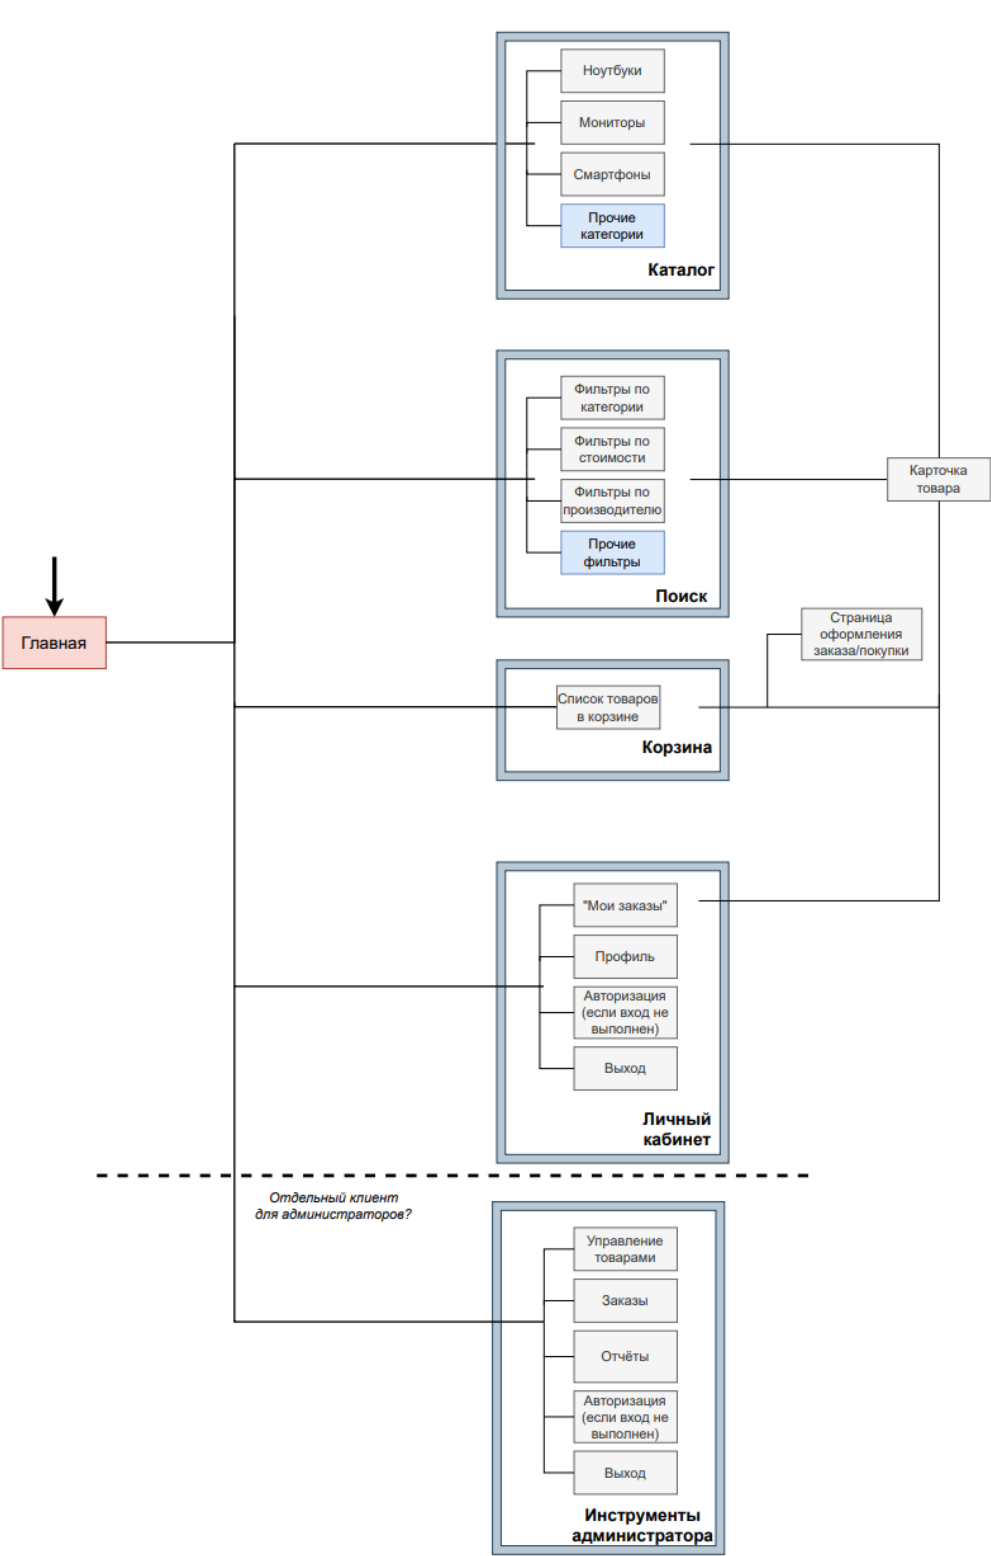 Ноутбуки
Мониторы
Смартфоны
Прочие
категории
Каталог
Фильтры по
категории
Фильтры по
стоимости
Фильтры по
производителю
Прочие
фильтры
Поиск
Карточка
товара
Главная
Страница
оформления
заказа/покупки
Список товаров
в корзине
Корзина
"Мои заказы"
Профиль
Авторизация
(если вход не
выполнен)
Выход
Личный
кабинет
Отдельный клиент
для администраторов?
Управление
товарами
Заказы
Отчёты
Авторизация
(если вход не
выполнен)
Выход
Инструменты
администратора